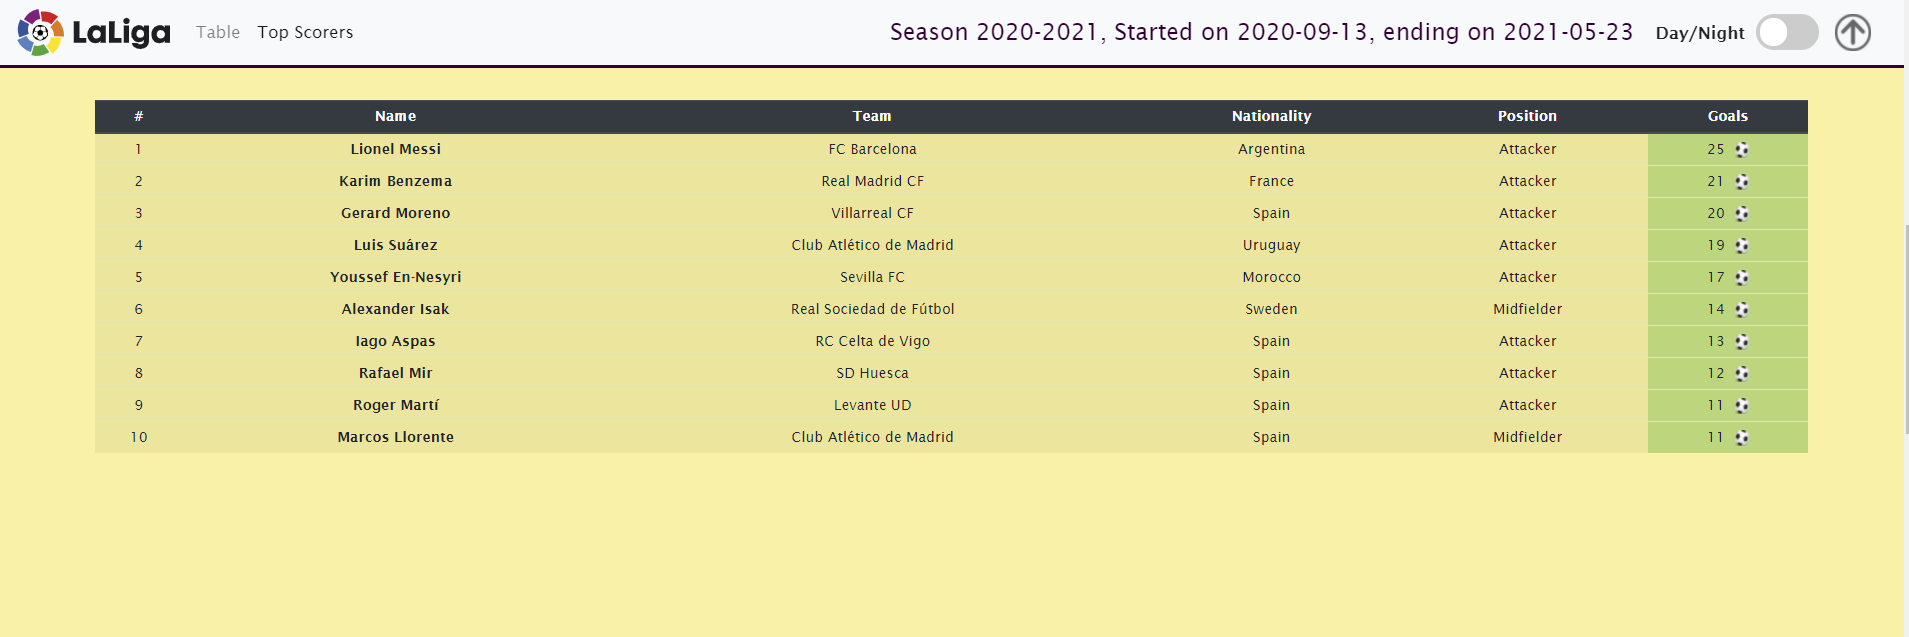 LaLiga Table Top Scorers Season 2020-2021, Started on 2020-09-13, ending on 2021-05-23 Day/Night
# Name Team Nationality Position Goals
1 Lionel Messi FC Barcelona Argentina Attacker 25
2 Karim Benzema Real Madrid CF France Attacker 21
3 Gerard Moreno Villarreal CF Spain Attacker 20
4 Luis Suárez Club Atlético de Madrid Uruguay Attacker 19
5 Youssef En-Nesyri Sevilla FC Morocco Attacker 17
6 Alexander Isak Real Sociedad de Fútbol Sweden Midfielder 14
7 Iago Aspas RC Celta de Vigo Spain Attacker 13
8 Rafael Mir SD Huesca Spain Attacker 12
9 Roger Martí Levante UD Spain Attacker 11
10 Marcos Llorente Club Atlético de Madrid Spain Midfielder 11